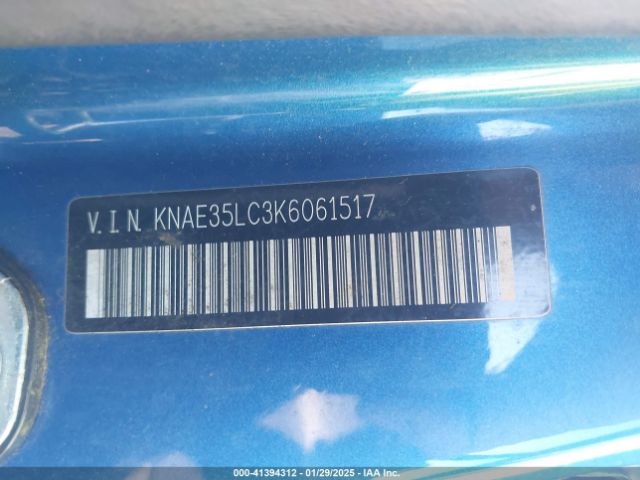 V.I.N. KNAE35LC3K6061517
000-41394312 | 01/29/2025 - IAA Inc.